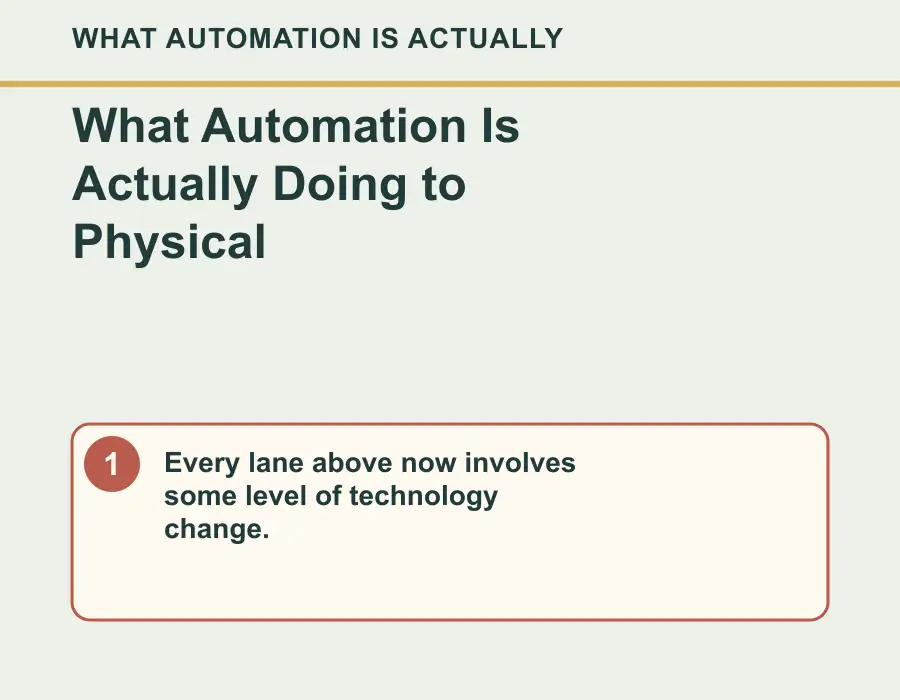 WHAT AUTOMATION IS ACTUALLY
What Automation Is
Actually Doing to
Physical
1
Every lane above now involves
some level of technology
change.